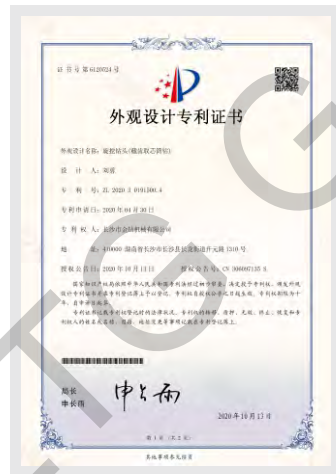 证书号第6120024号
外观设计专利证书
外观设计名称：旋挖钻头(截齿取芯筒钻)
设 计 人：
专 利 号：ZL 2020 3 0191300.4
专利申请日：2020年04月30日
专 利 权 人：长沙市金镐机械有限公司
地 址：410000 湖南省长沙市长沙县
授权公告日：2020年10月13日 授权公告号：CN 306097135 S
国家知识产权局依照中华人民共和国专利法经过初步审查，决定授予专利权，颁发外观
设计专利证书并在专利登记簿上予以登记。专利权自授权公告之日起生效。专利权期限为十
年，自申请日起算。
专利证书记载专利权登记时的法律状况。专利权的转移、质押、无效、终止、恢复和专
利权人的姓名或名称、国籍、地址变更等事项记载在专利登记簿上。
局长
申长雨
申长雨
2020年10月13日
第 1 页 (共 2 页)
其他事项参见续页
TG